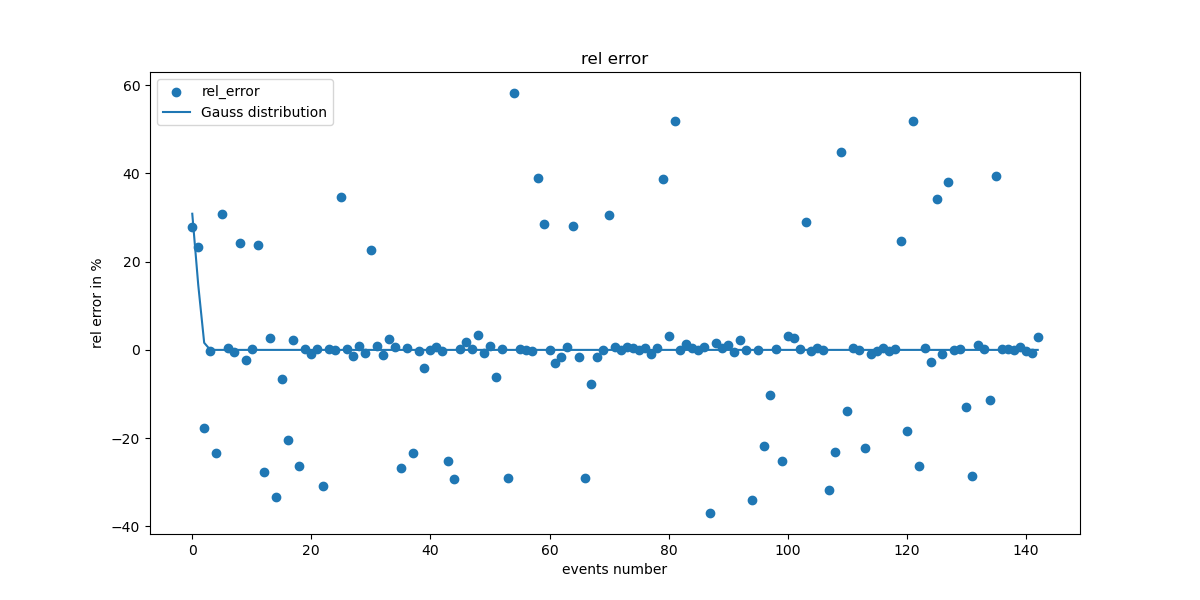 rel error
rel_error
Gauss distribution
60
40
20
0
−20
−40
rel error in %
0
20
40
60
80
100
120
140
events number